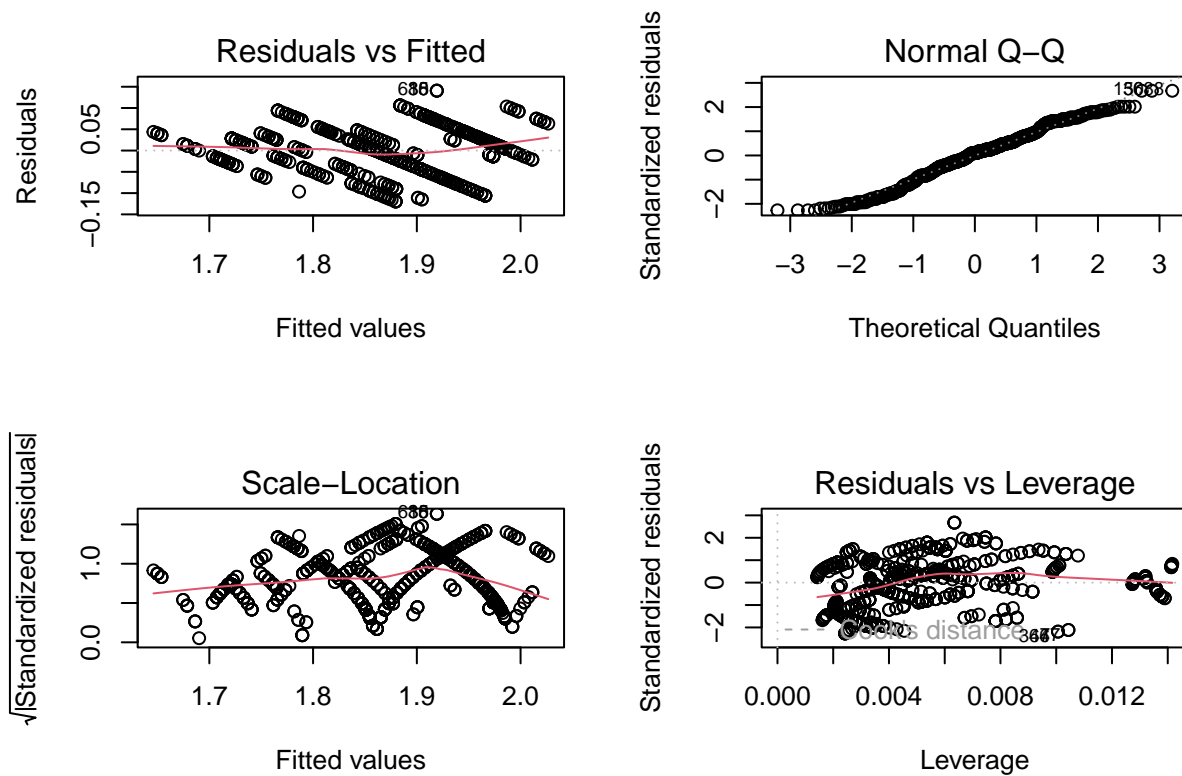 Residuals vs Fitted
Residuals
0.05
−0.15
1.7 1.8 1.9 2.0
Fitted values
Normal Q−Q
Standardized residuals
2
0
−2
−3 −2 −1 0 1 2 3
Theoretical Quantiles
Scale−Location
√|Standardized residuals|
1.0
0.0
1.7 1.8 1.9 2.0
Fitted values
Residuals vs Leverage
Standardized residuals
2
0
−2
Cook's distance
0.000 0.004 0.008 0.012
Leverage